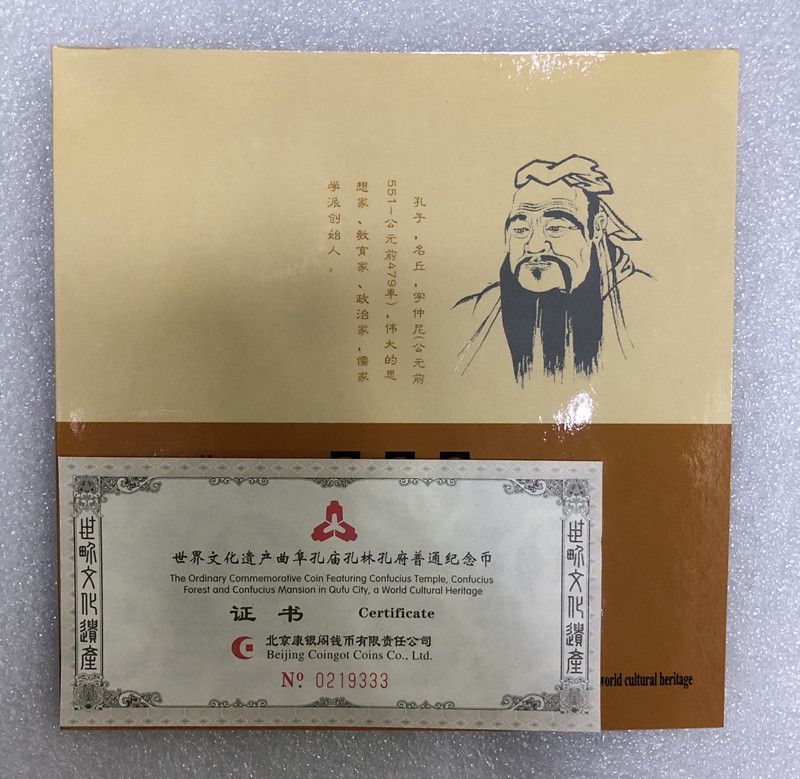 孔子，名丘，字仲尼(公元前
551—公元前479年)，伟大的思
想家、教育家、政治家，儒家
学派创始人。
世界文化遗产曲阜孔庙孔林孔府普通纪念币
The Ordinary Commemorative Coin Featuring Confucius Temple, Confucius
Forest and Confucius Mansion in Qufu City, a World Cultural Heritage
证书 Certificate
北京康银阁钱币有限责任公司
Beijing Coingot Coins Co., Ltd.
Nº 0219333
世界文化遺產
世界文化遺產
world cultural heritage